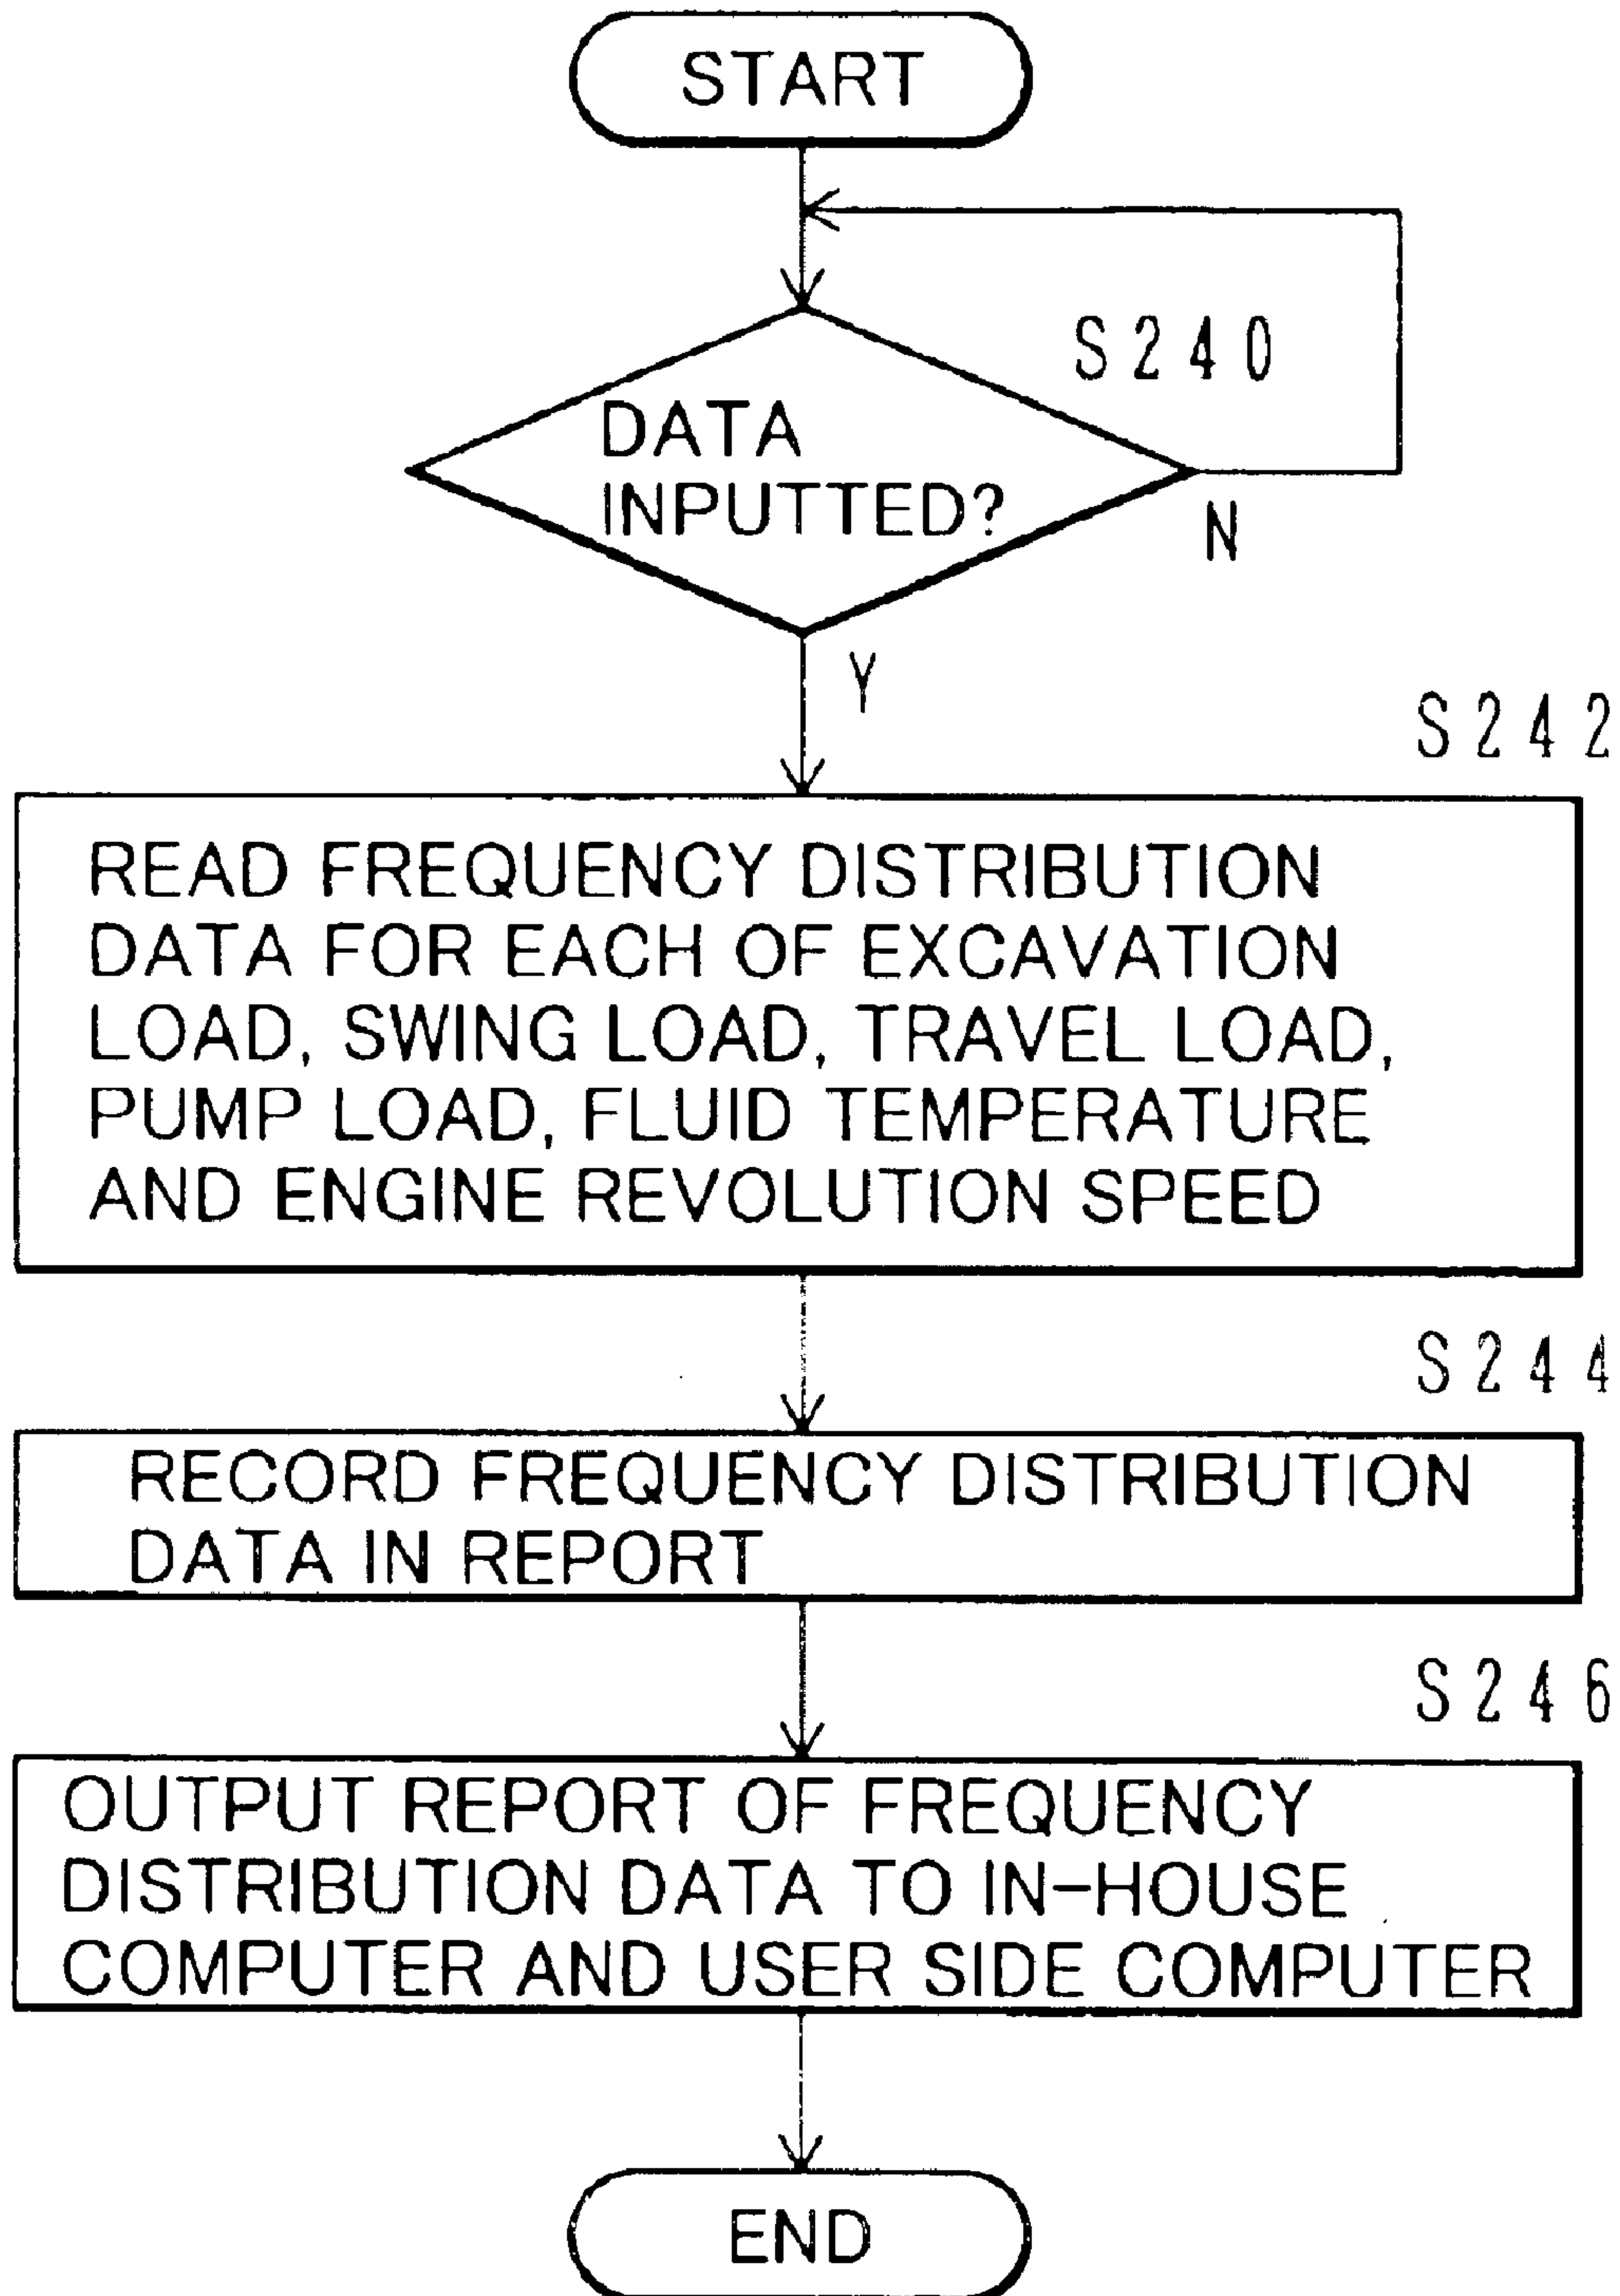 START
S240
DATA
INPUTTED?
N
Y
S242
READ FREQUENCY DISTRIBUTION
DATA FOR EACH OF EXCAVATION
LOAD, SWING LOAD, TRAVEL LOAD,
PUMP LOAD, FLUID TEMPERATURE
AND ENGINE REVOLUTION SPEED
S244
RECORD FREQUENCY DISTRIBUTION
DATA IN REPORT
S246
OUTPUT REPORT OF FREQUENCY
DISTRIBUTION DATA TO IN-HOUSE
COMPUTER AND USER SIDE COMPUTER
END